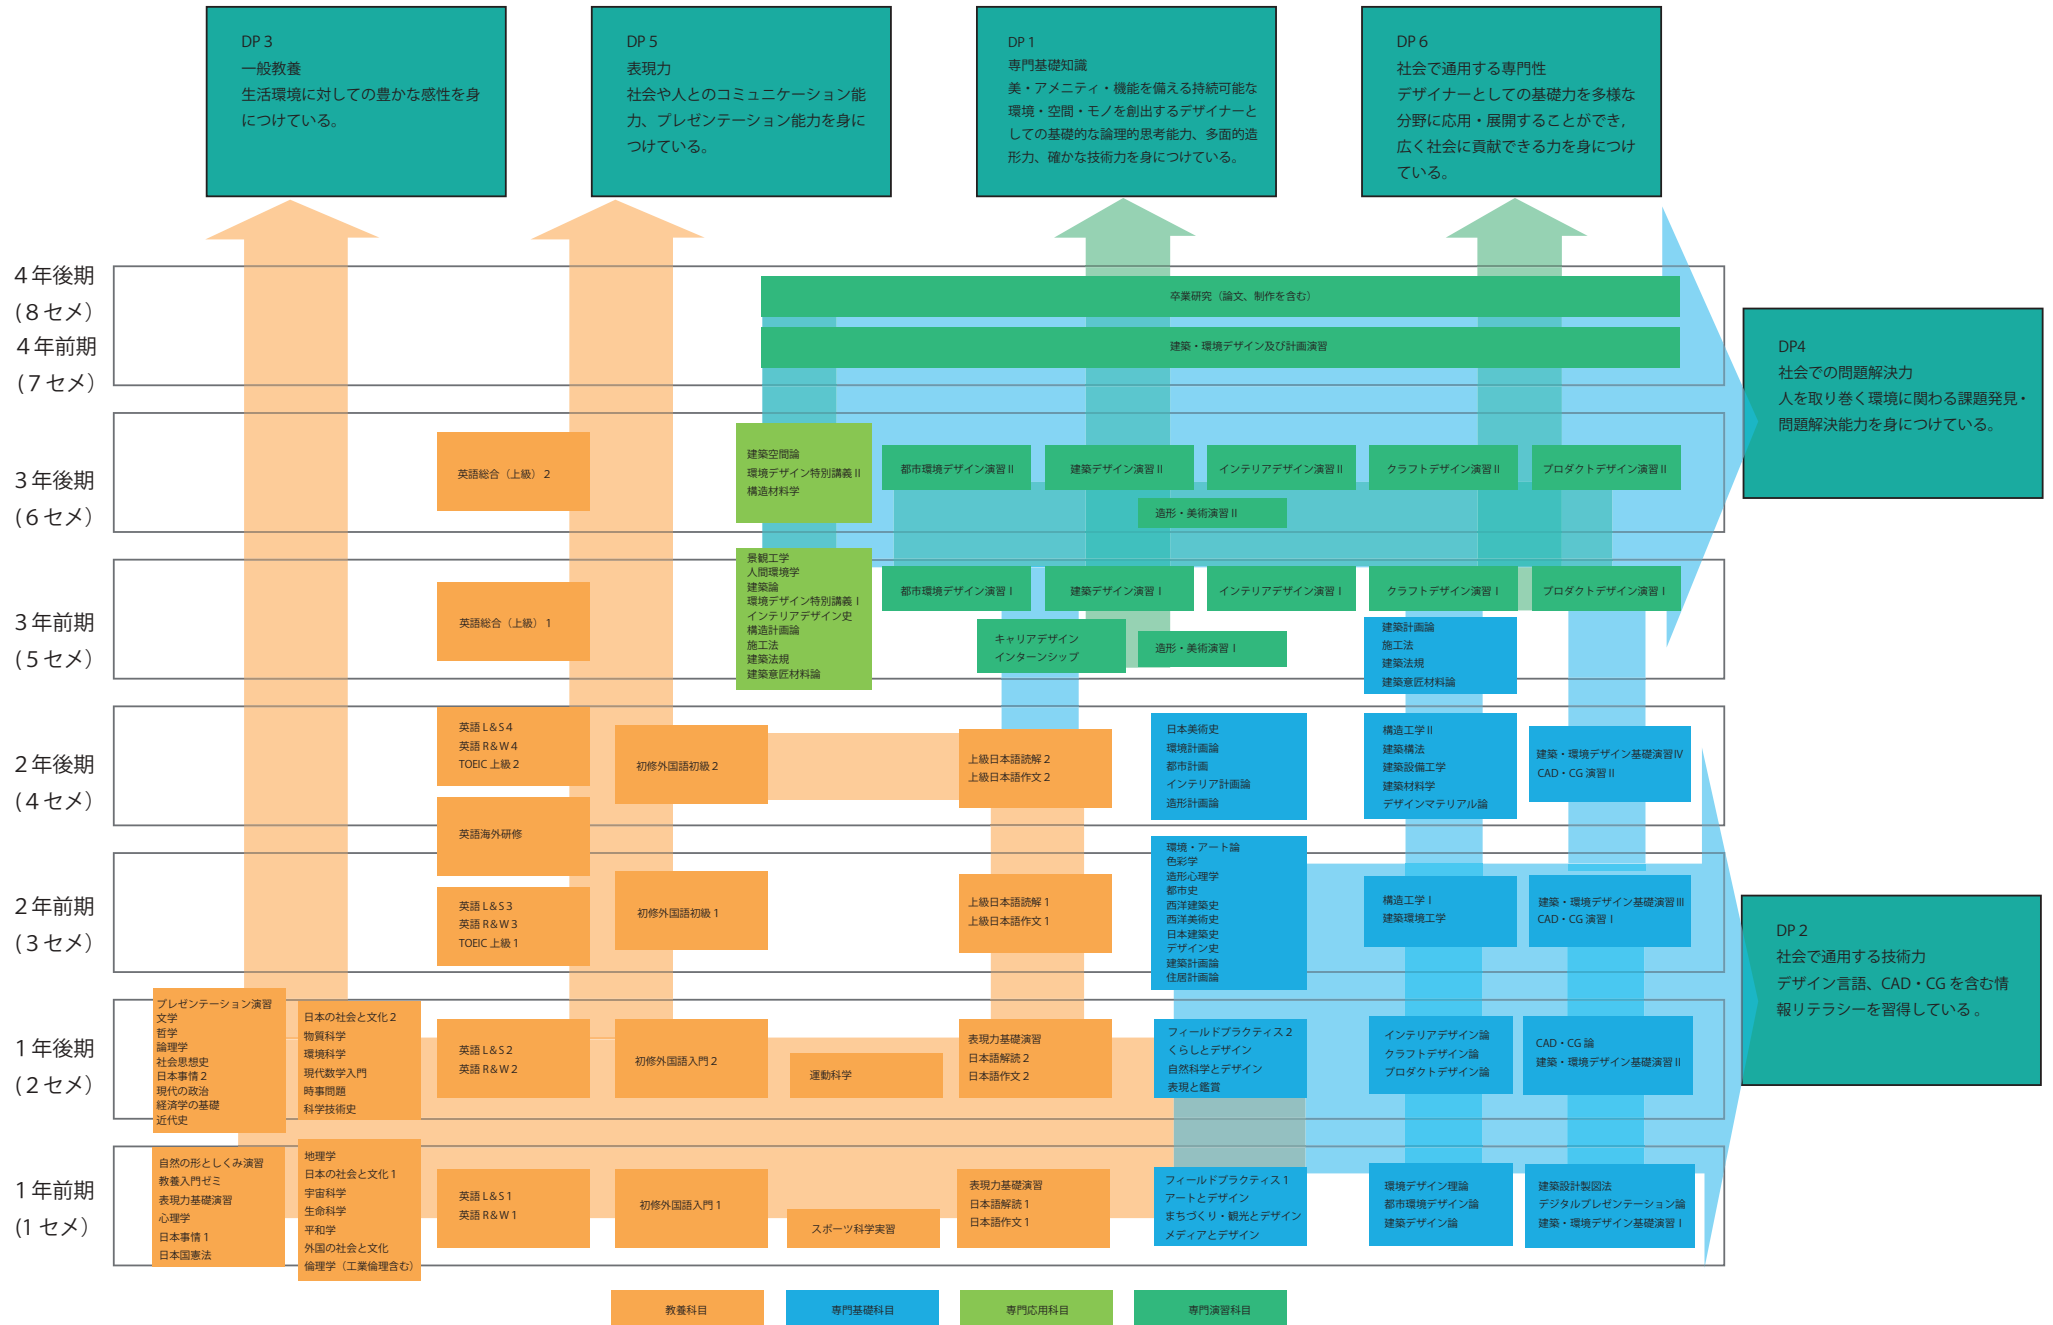 DP 3
一般教養
生活環境に対しての豊かな感性を身
につけている。
DP 5
表現力
社会や人とのコミュニケーション能
力、プレゼンテーション能力を身に
つけている。
DP 1
専門基礎知識
美・アメニティ・機能を備える持続可能な
環境・空間・モノを創出するデザイナーと
しての基礎的な論理的思考能力、多面的造
形力、確かな技術力を身につけている。
DP 6
社会で通用する専門性
デザイナーとしての基礎力を多様な
分野に応用・展開することができ,
広く社会に貢献できる力を身につけ
ている。
4年後期
(8セメ)
卒業研究（論文、制作を含む）
4年前期
(7セメ)
建築・環境デザイン及び計画演習
DP4
社会での問題解決力
人を取り巻く環境に関わる課題発見・
問題解決能力を身につけている。
3年後期
(6セメ)
英語総合（上級）2
建築空間論
環境デザイン特別講義Ⅱ
構造材料学
都市環境デザイン演習Ⅱ
建築デザイン演習Ⅱ
インテリアデザイン演習Ⅱ
クラフトデザイン演習Ⅱ
プロダクトデザイン演習Ⅱ
造形・美術演習Ⅱ
3年前期
(5セメ)
英語総合（上級）1
景観工学
人間環境学
建築論
環境デザイン特別講義Ⅰ
インテリアデザイン史
構造計画論
施工法
建築法規
建築意匠材料論
都市環境デザイン演習Ⅰ
建築デザイン演習Ⅰ
インテリアデザイン演習Ⅰ
クラフトデザイン演習Ⅰ
プロダクトデザイン演習Ⅰ
キャリアデザイン
インターンシップ
造形・美術演習Ⅰ
建築計画論
施工法
建築法規
建築意匠材料論
2年後期
(4セメ)
英語 L&S4
英語 R&W4
TOEIC 上級2
初修外国語初級2
上級日本語読解2
上級日本語作文2
日本美術史
環境計画論
都市計画
インテリア計画論
造形計画論
構造工学Ⅱ
建築構法
建築設備工学
建築材料学
デザインマテリアル論
建築・環境デザイン基礎演習Ⅳ
CAD・CG 演習Ⅱ
英語海外研修
2年前期
(3セメ)
英語 L&S3
英語 R&W3
TOEIC 上級1
初修外国語初級1
上級日本語読解1
上級日本語作文1
環境・アート論
色彩学
造形心理学
都市史
西洋建築史
西洋美術史
日本建築史
デザイン史
建築計画論
住居計画論
構造工学Ⅰ
建築環境工学
建築・環境デザイン基礎演習Ⅲ
CAD・CG 演習Ⅰ
DP 2
社会で通用する技術力
デザイン言語、CAD・CG を含む情
報リテラシーを習得している 。
1年後期
(2セメ)
プレゼンテーション演習
文学
哲学
論理学
社会思想史
日本事情2
現代の政治
経済学の基礎
近代史
日本の社会と文化2
物質科学
環境科学
現代数学入門
時事問題
科学技術史
英語 L&S2
英語 R&W2
初修外国語入門2
運動科学
表現力基礎演習
日本語解読2
日本語作文2
フィールドプラクティス2
くらしとデザイン
自然科学とデザイン
表現と鑑賞
インテリアデザイン論
クラフトデザイン論
プロダクトデザイン論
CAD・CG 論
建築・環境デザイン基礎演習Ⅱ
1年前期
(1セメ)
自然の形としくみ演習
教養入門ゼミ
表現力基礎演習
心理学
日本事情1
日本国憲法
地理学
日本の社会と文化1
宇宙科学
生命科学
平和学
外国の社会と文化
倫理学（工業倫理含む）
英語 L&S1
英語 R&W1
初修外国語入門1
スポーツ科学実習
表現力基礎演習
日本語解読1
日本語作文1
フィールドプラクティス1
アートとデザイン
まちづくり・観光とデザイン
メディアとデザイン
環境デザイン理論
都市環境デザイン論
建築デザイン論
建築設計製図法
デジタルプレゼンテーション論
建築・環境デザイン基礎演習Ⅰ
教養科目
専門基礎科目
専門応用科目
専門演習科目